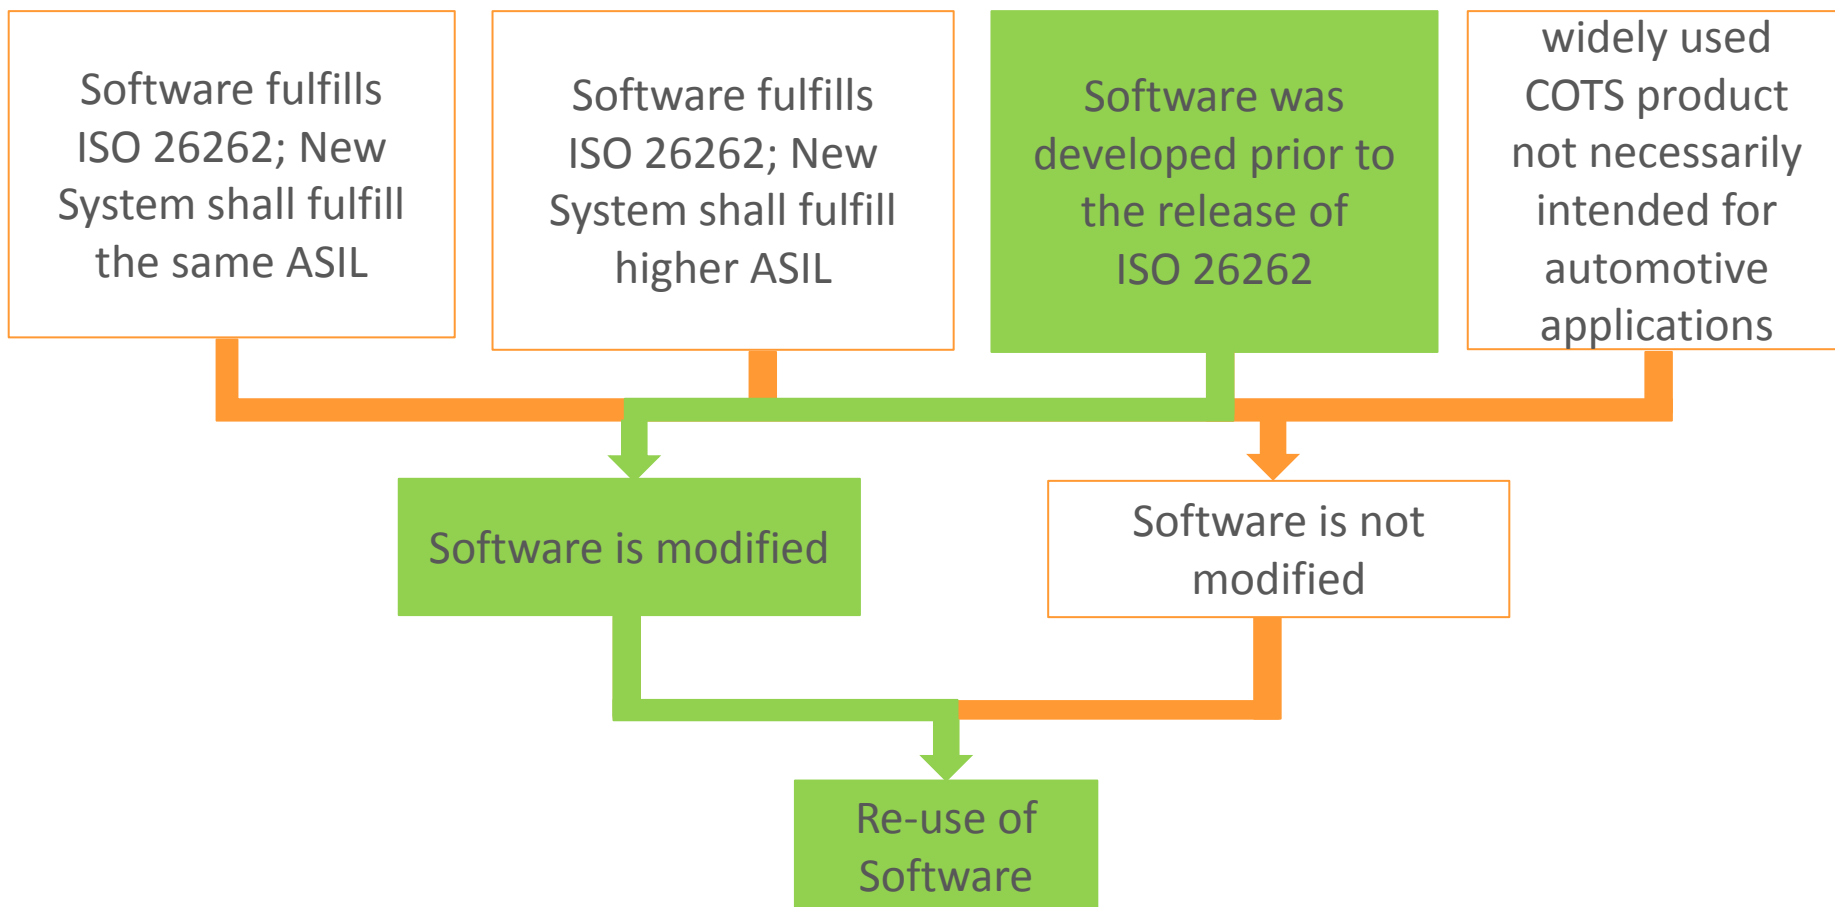 Software fulfills
ISO 26262; New
System shall fulfill
the same ASIL
Software fulfills
ISO 26262; New
System shall fulfill
higher ASIL
Software was
developed prior to
the release of
ISO 26262
widely used
COTS product
not necessarily
intended for
automotive
applications
Software is modified
Software is not
modified
Re-use of
Software